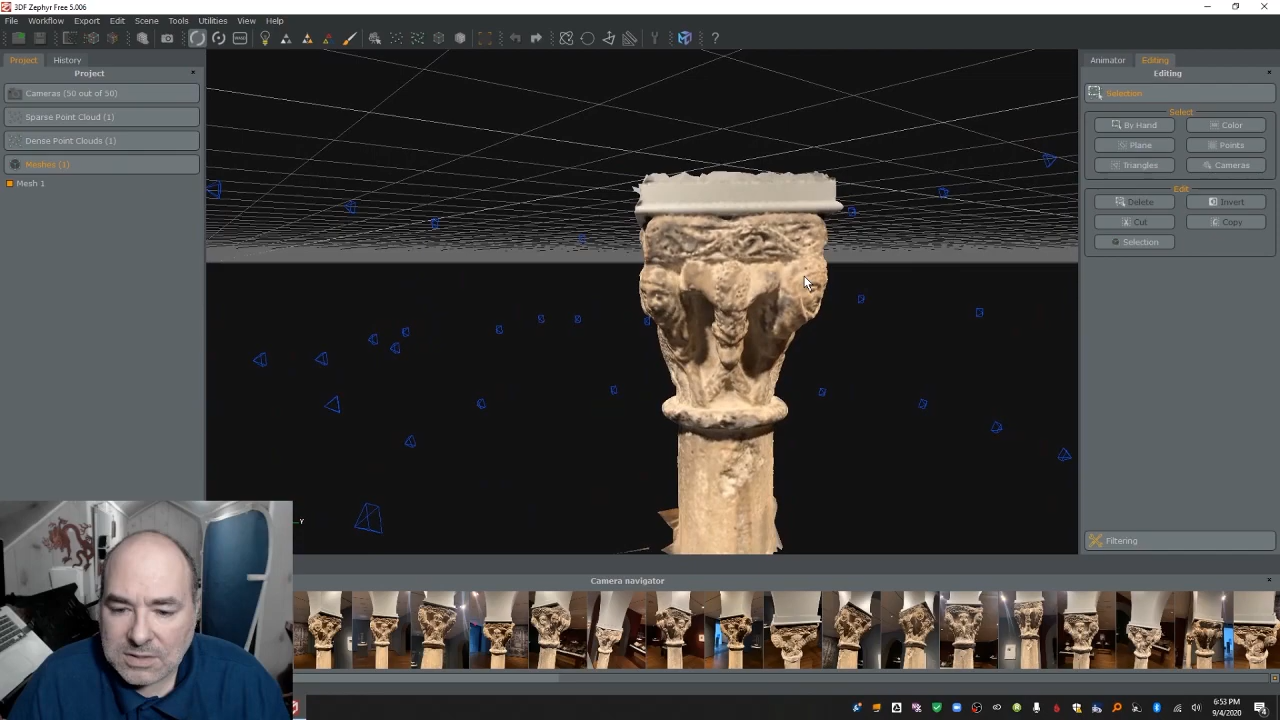 3DF Zephyr Free 5.006
File Workflow Export Edit Scene Tools Utilities View Help
Project History
Project
Cameras (50 out of 50)
Sparse Point Cloud (1)
Dense Point Clouds (1)
Meshes (1)
Mesh 1
Animator Editing
Editing
Selection
Select
By Hand Color
Plane Points
Triangles Cameras
Edit
Delete Invert
Cut Copy
Selection
Filtering
Y
Camera navigator
6:53 PM
9/4/2020